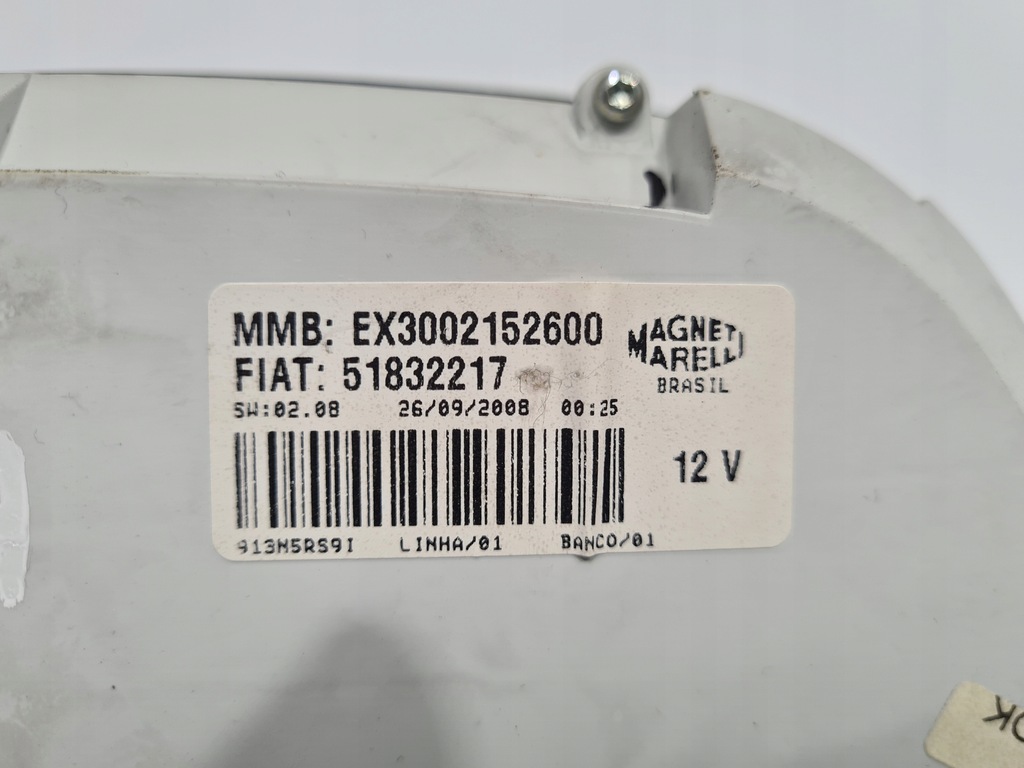 MMB: EX3002152600
FIAT: 51832217
MAGNETI
MARELLI
BRASIL
SW:02.08 26/09/2008 00:25
12 V
913M5RS9I LINHA/01 BANCO/01
OK